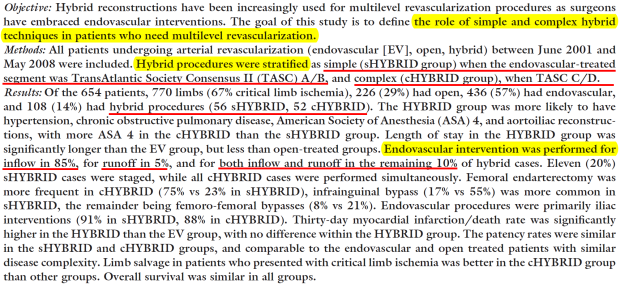 Objective: Hybrid reconstructions have been increasingly used for multilevel revascularization procedures as surgeons
have embraced endovascular interventions. The goal of this study is to define the role of simple and complex hybrid
techniques in patients who need multilevel revascularization.
Methods: All patients undergoing arterial revascularization (endovascular [EV], open, hybrid) between June 2001 and
May 2008 were included. Hybrid procedures were stratified as simple (sHYBRID group) when the endovascular-treated
segment was TransAtlantic Society Consensus II (TASC) A/B, and complex (cHYBRID group), when TASC C/D.
Results: Of the 654 patients, 770 limbs (67% critical limb ischemia), 226 (29%) had open, 436 (57%) had endovascular,
and 108 (14%) had hybrid procedures (56 sHYBRID, 52 cHYBRID). The HYBRID group was more likely to have
hypertension, chronic obstructive pulmonary disease, American Society of Anesthesia (ASA) 4, and aortoiliac reconstruc-
tions, with more ASA 4 in the cHYBRID than the sHYBRID group. Length of stay in the HYBRID group was
significantly longer than the EV group, but less than open-treated groups. Endovascular intervention was performed for
inflow in 85%, for runoff in 5%, and for both inflow and runoff in the remaining 10% of hybrid cases. Eleven (20%)
sHYBRID cases were staged, while all cHYBRID cases were performed simultaneously. Femoral endarterectomy was
more frequent in cHYBRID (75% vs 23% in sHYBRID), infrainguinal bypass (17% vs 55%) was more common in
sHYBRID, the remainder being femoro-femoral bypasses (8% vs 21%). Endovascular procedures were primarily iliac
interventions (91% in sHYBRID, 88% in cHYBRID). Thirty-day myocardial infarction/death rate was significantly
higher in the HYBRID than the EV group, with no difference within the HYBRID group. The patency rates were similar
in the sHYBRID and cHYBRID groups, and comparable to the endovascular and open treated patients with similar
disease complexity. Limb salvage in patients who presented with critical limb ischemia was better in the cHYBRID group
than other groups. Overall survival was similar in all groups.